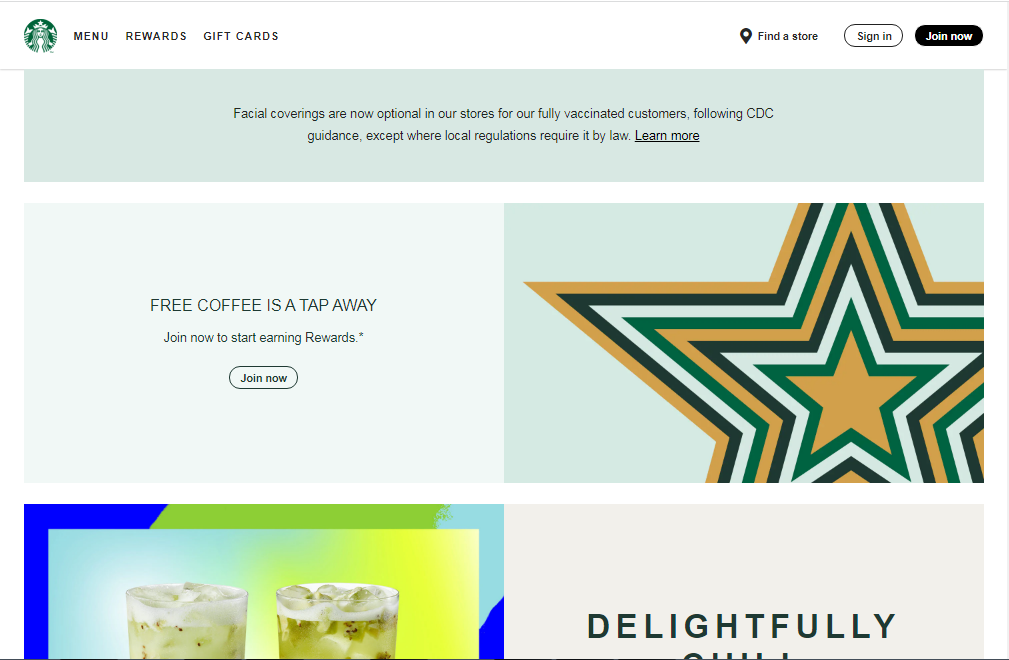 MENU REWARDS GIFT CARDS Find a store Sign in Join now
Facial coverings are now optional in our stores for our fully vaccinated customers, following CDC
guidance, except where local regulations require it by law. Learn more
FREE COFFEE IS A TAP AWAY
Join now to start earning Rewards.*
Join now
DELIGHTFULLY